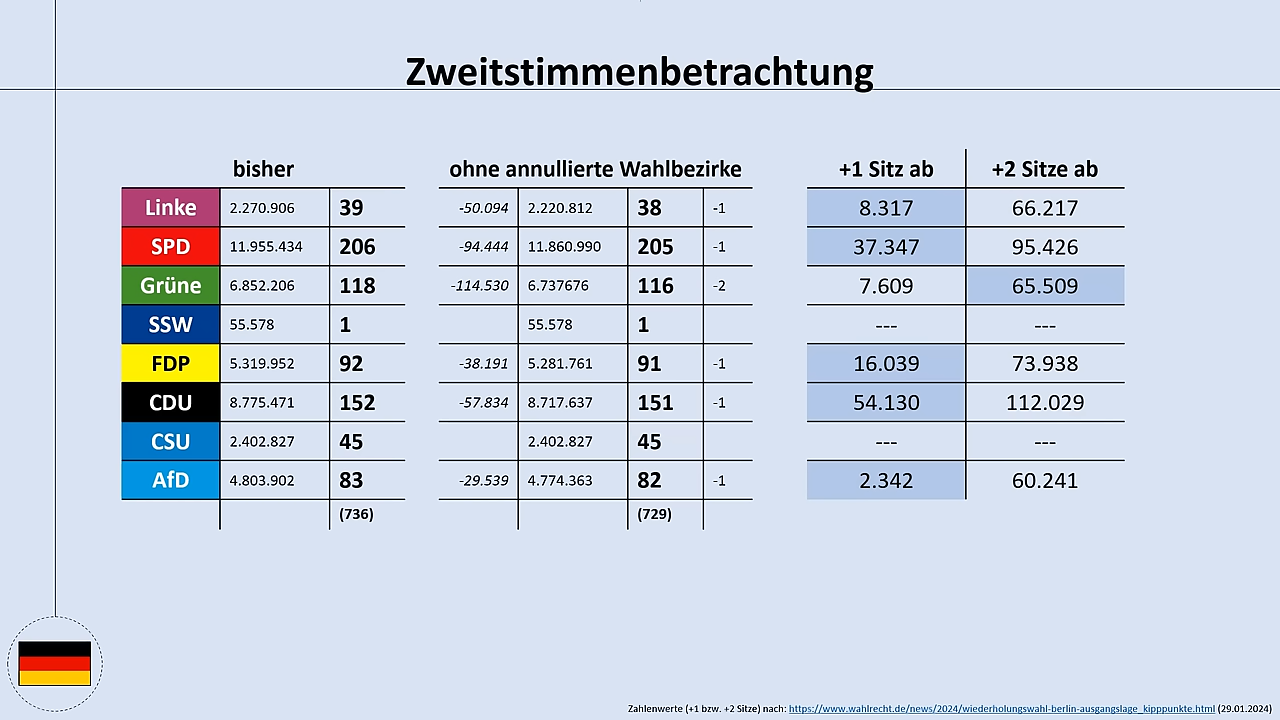 Zweitstimmenbetrachtung
bisher ohne annullierte Wahlbezirke +1 Sitz ab +2 Sitze ab
Linke 2.270.906 39 -50.094 2.220.812 38 -1 8.317 66.217
SPD 11.955.434 206 -94.444 11.860.990 205 -1 37.347 95.426
Grüne 6.852.206 118 -114.530 6.737676 116 -2 7.609 65.509
SSW 55.578 1 55.578 1 --- ---
FDP 5.319.952 92 -38.191 5.281.761 91 -1 16.039 73.938
CDU 8.775.471 152 -57.834 8.717.637 151 -1 54.130 112.029
CSU 2.402.827 45 2.402.827 45 --- ---
AfD 4.803.902 83 -29.539 4.774.363 82 -1 2.342 60.241
(736) (729)
Zahlenwerte (+1 bzw. +2 Sitze) nach: https://www.wahlrecht.de/news/2024/wiederholungswahl-berlin-ausgangslage_kipppunkte.html (29.01.2024)